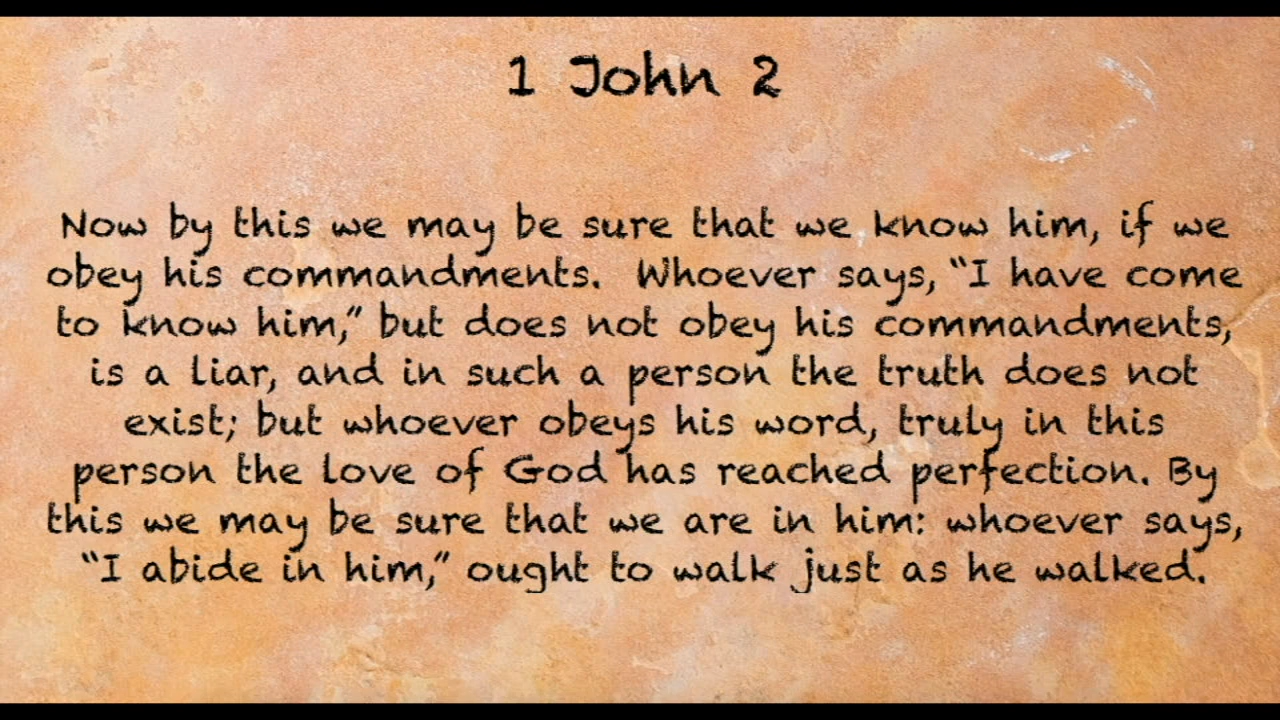 1 John 2
Now by this we may be sure that we know him, if we
obey his commandments.  Whoever says, “I have come
to know him,” but does not obey his commandments,
is a liar, and in such a person the truth does not
exist; but whoever obeys his word, truly in this
person the love of God has reached perfection. By
this we may be sure that we are in him: whoever says,
“I abide in him,” ought to walk just as he walked.